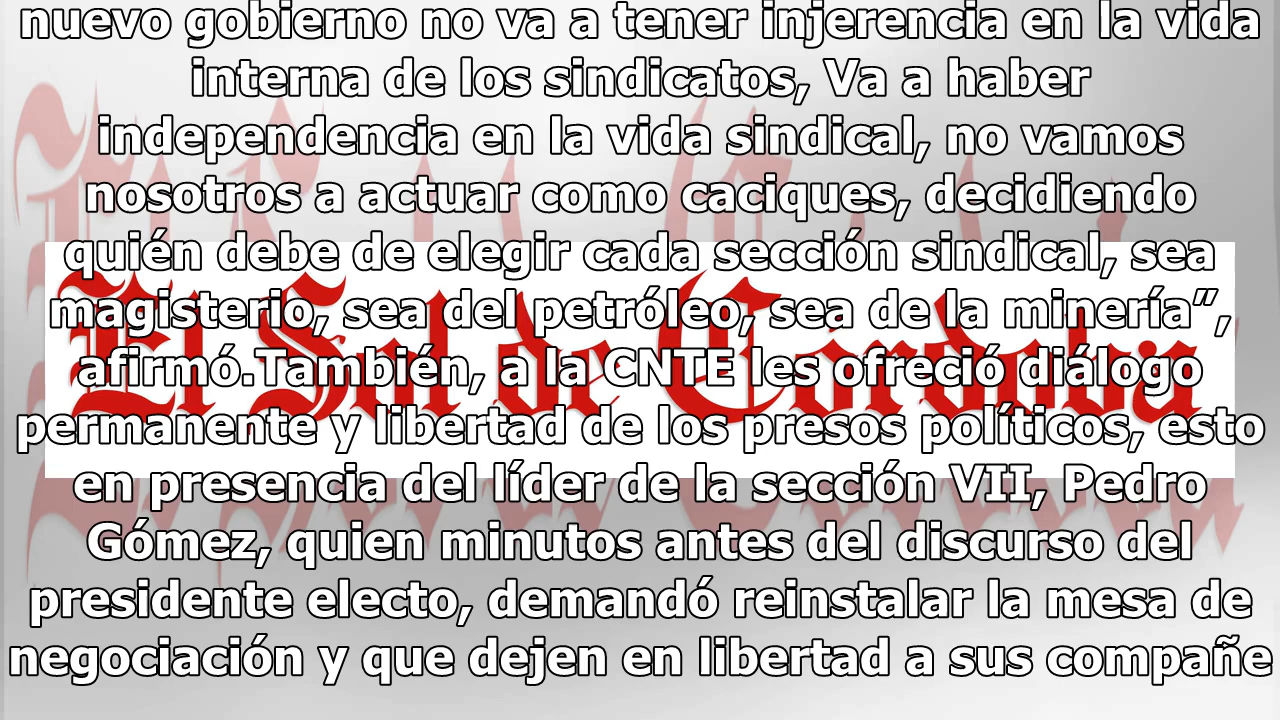 nuevo gobierno no va a tener injerencia en la vida
interna de los sindicatos, Va a haber
independencia en la vida sindical, no vamos
nosotros a actuar como caciques, decidiendo
quién debe de elegir cada sección sindical, sea
magisterio, sea del petróleo, sea de la minería”,
afirmó.También, a la CNTE les ofreció diálogo
permanente y libertad de los presos políticos, esto
en presencia del líder de la sección VII, Pedro
Gómez, quien minutos antes del discurso del
presidente electo, demandó reinstalar la mesa de
negociación y que dejen en libertad a sus compañe
El Sol de Córdoba